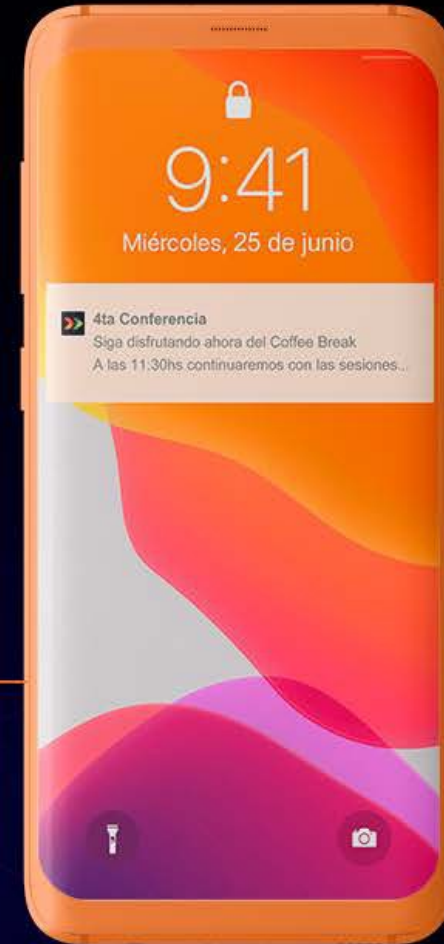 9:41
Miércoles, 25 de junio
4ta Conferencia
Siga disfrutando ahora del Coffee Break
A las 11:30hs continuaremos con las sesiones...